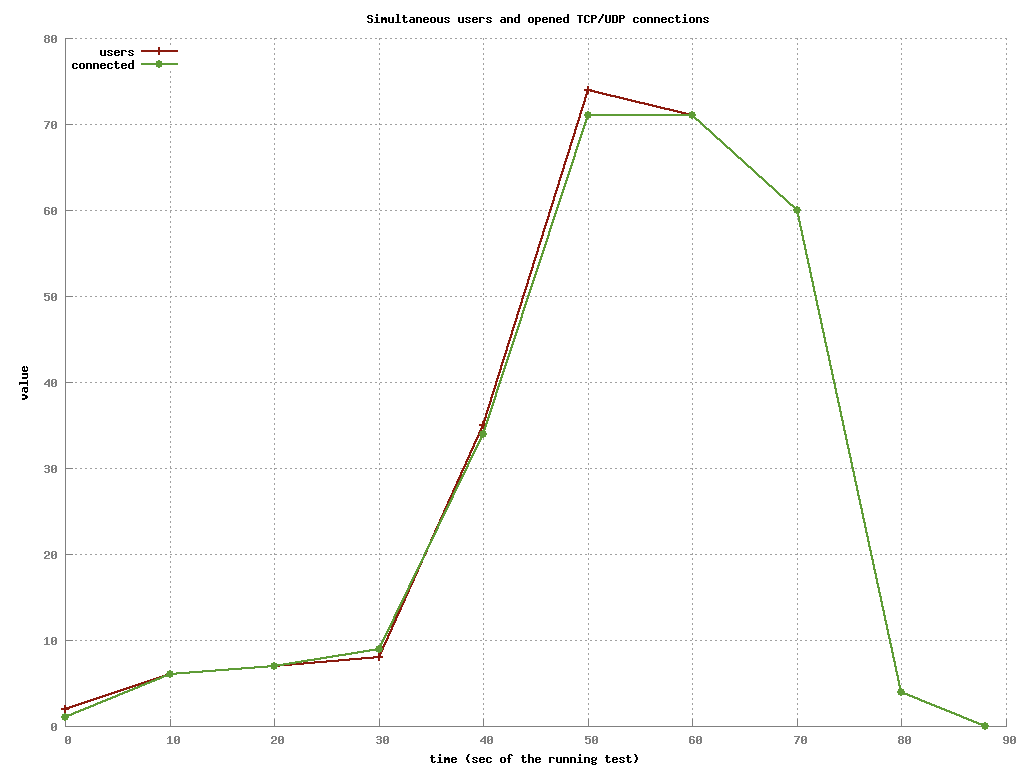 Simultaneous users and opened TCP/UDP connections
80
users
connected
70
60
50
40
value
30
20
10
0
0 10 20 30 40 50 60 70 80 90
time (sec of the running test)